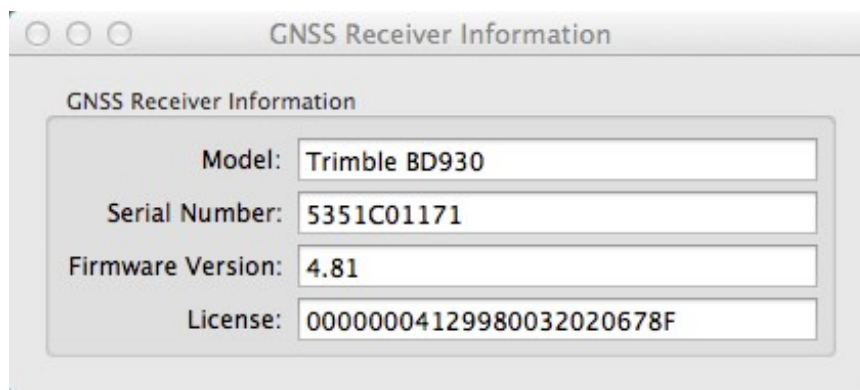 GNSS Receiver Information
GNSS Receiver Information
Model: Trimble BD930
Serial Number: 5351C01171
Firmware Version: 4.81
License: 00000004129980032020678F